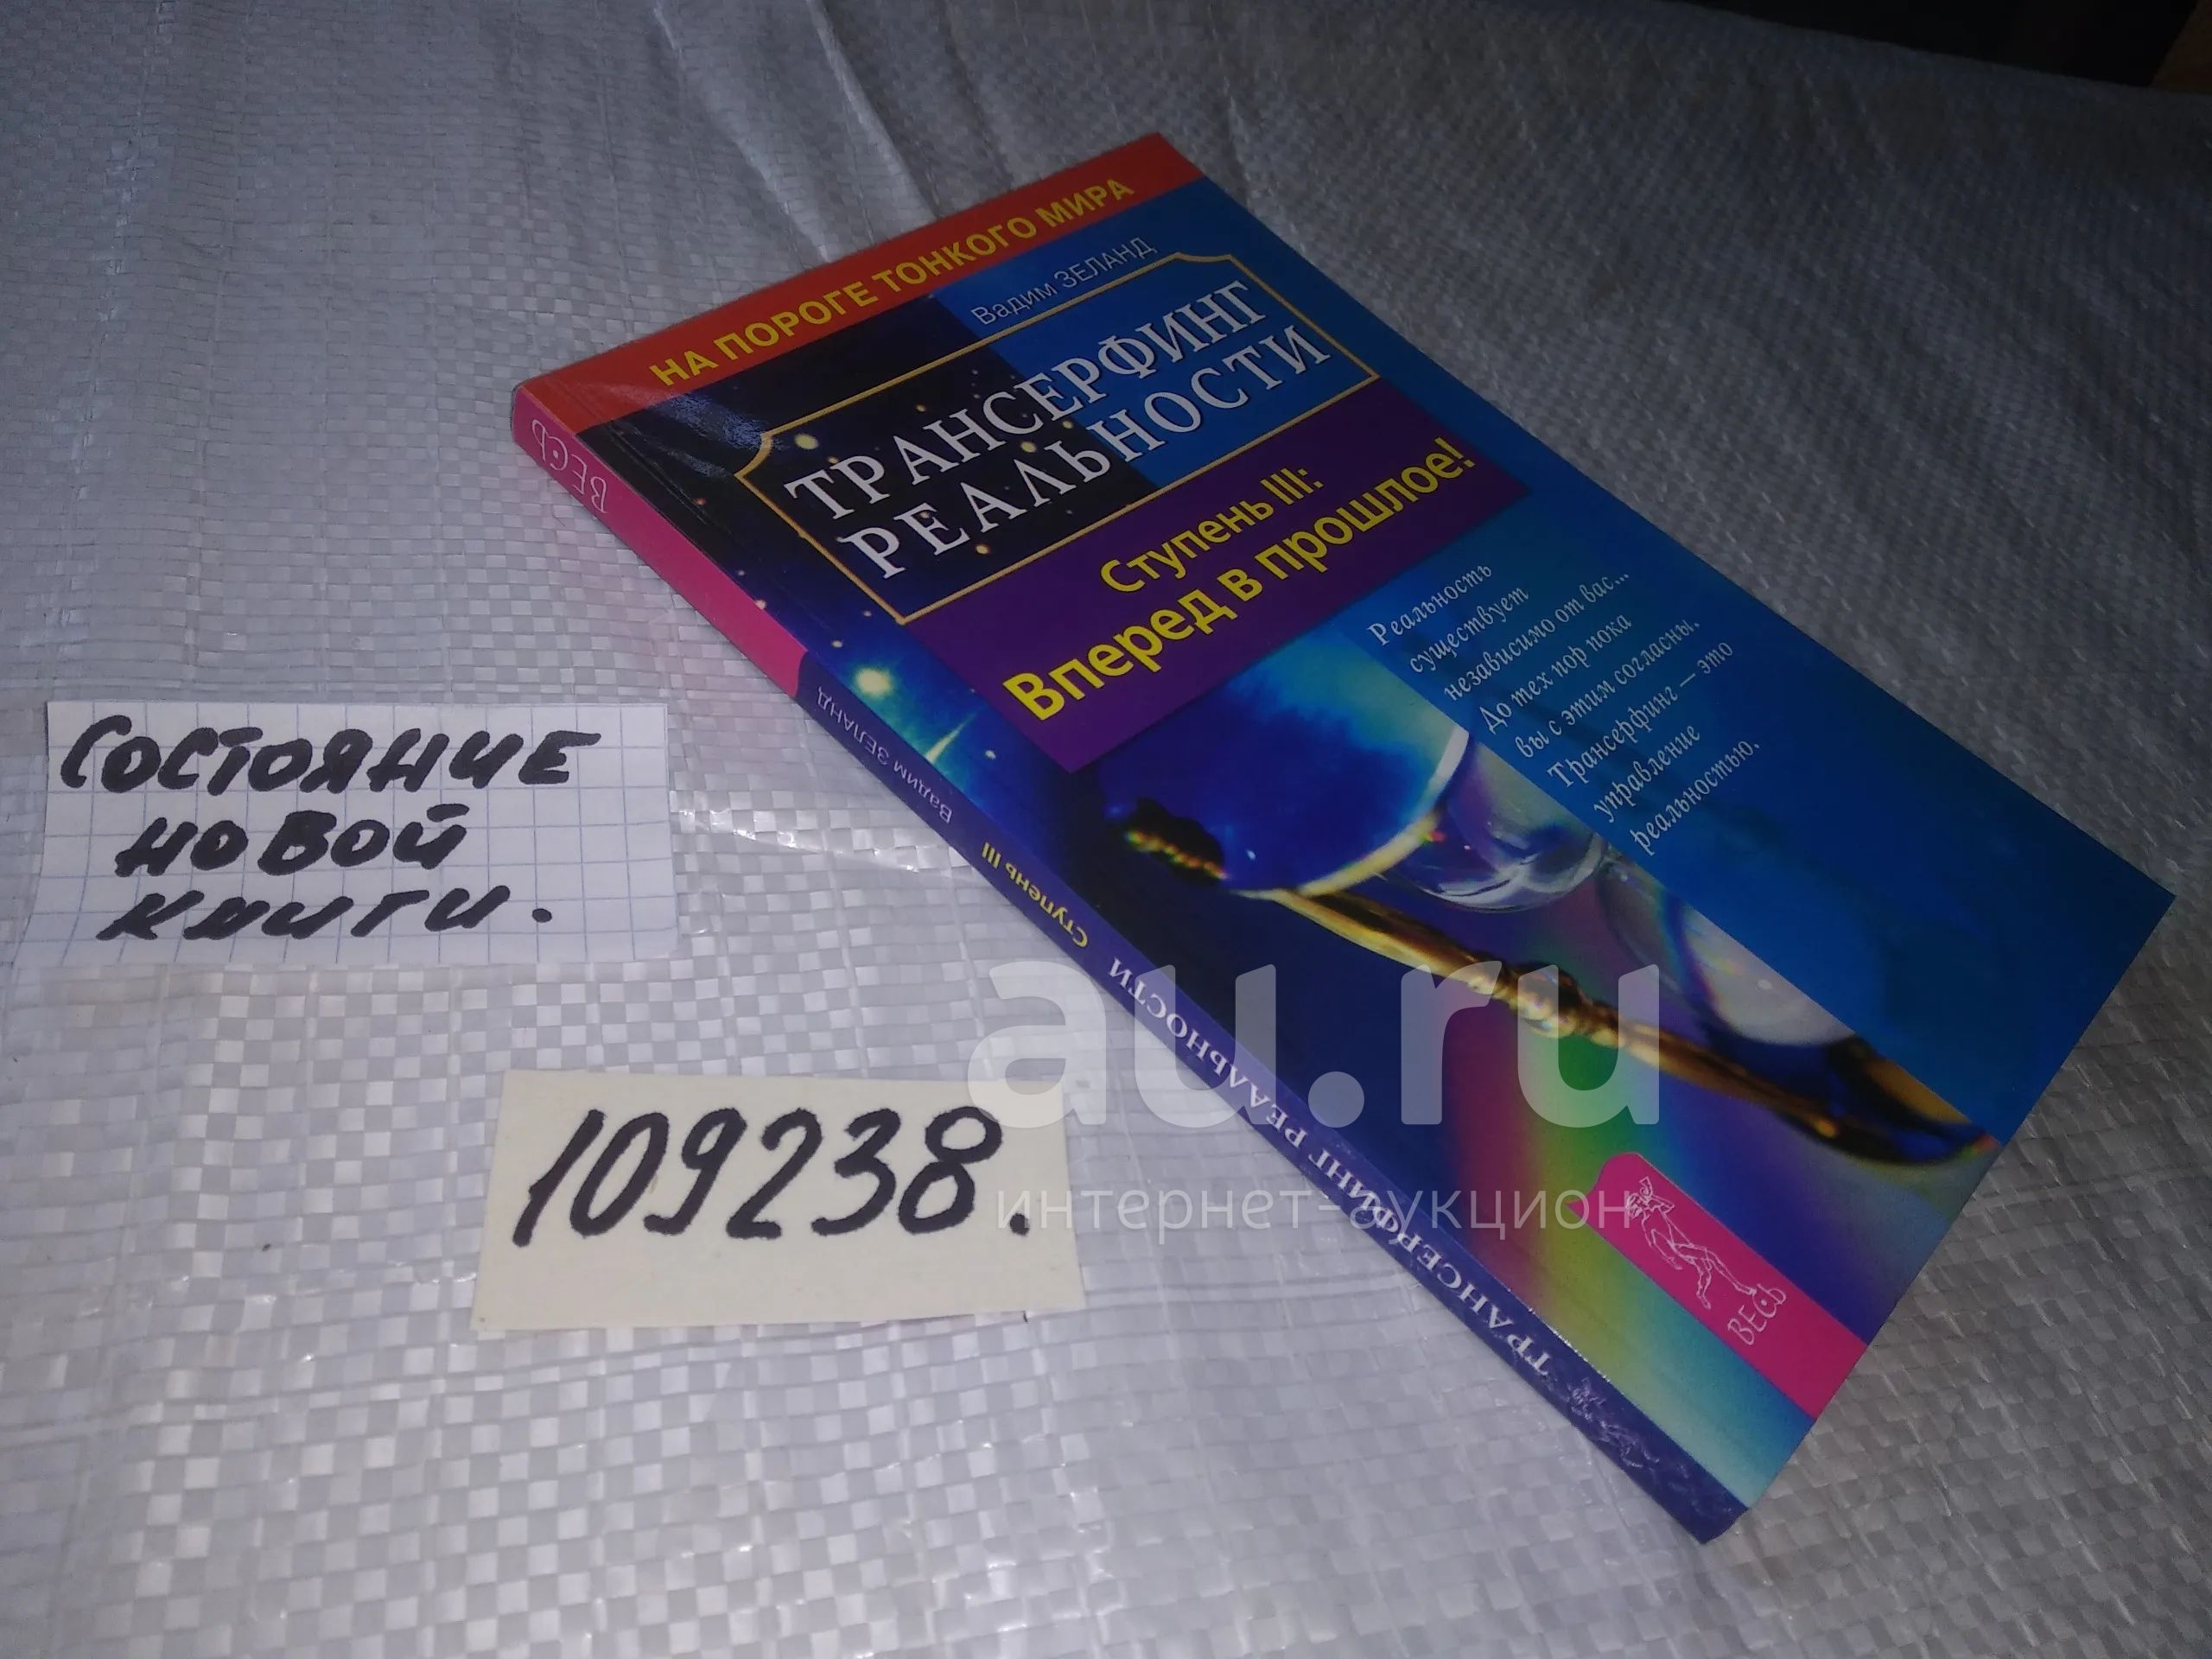 НА ПОРОГЕ ТОНКОГО МИРА
Вадим ЗЕЛАНД
ТРАНСЕРФИНГ
РЕАЛЬНОСТИ
Ступень III:
Вперед в прошлое!
Реальность
существует
независимо от вас...
До тех пор пока
вы с этим согласны.
Трансерфинг — это
управление
реальностью.
ВЕСЬ
ВЕСЬ
Вадим ЗЕЛАНД
Ступень III
ТРАНСЕРФИНГ РЕАЛЬНОСТИ
СОСТОЯНИЕ
НОВОЙ
КНИГИ.
109238.
au.ru
интернет-аукцион